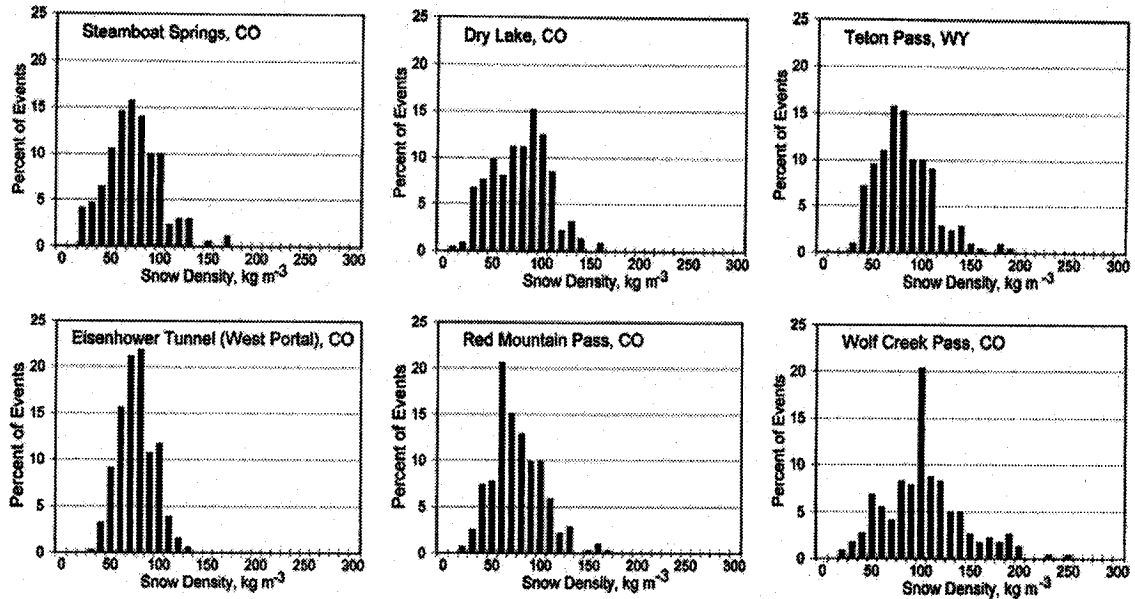 Steamboat Springs, CO
25
20
15
10
5
0
Percent of Events
0 50 100 150 200 250 300
Snow Density, kg m⁻³
Dry Lake, CO
25
20
15
10
5
0
Percent of Events
0 50 100 150 200 250 300
Snow Density, kg m⁻³
Teton Pass, WY
25
20
15
10
5
0
Percent of Events
0 50 100 150 200 250 300
Snow Density, kg m⁻³
Eisenhower Tunnel (West Portal), CO
25
20
15
10
5
0
Percent of Events
0 50 100 150 200 250 300
Snow Density, kg m⁻³
Red Mountain Pass, CO
25
20
15
10
5
0
Percent of Events
0 50 100 150 200 250 300
Snow Density, kg m⁻³
Wolf Creek Pass, CO
25
20
15
10
5
0
Percent of Events
0 50 100 150 200 250 300
Snow Density, kg m⁻³